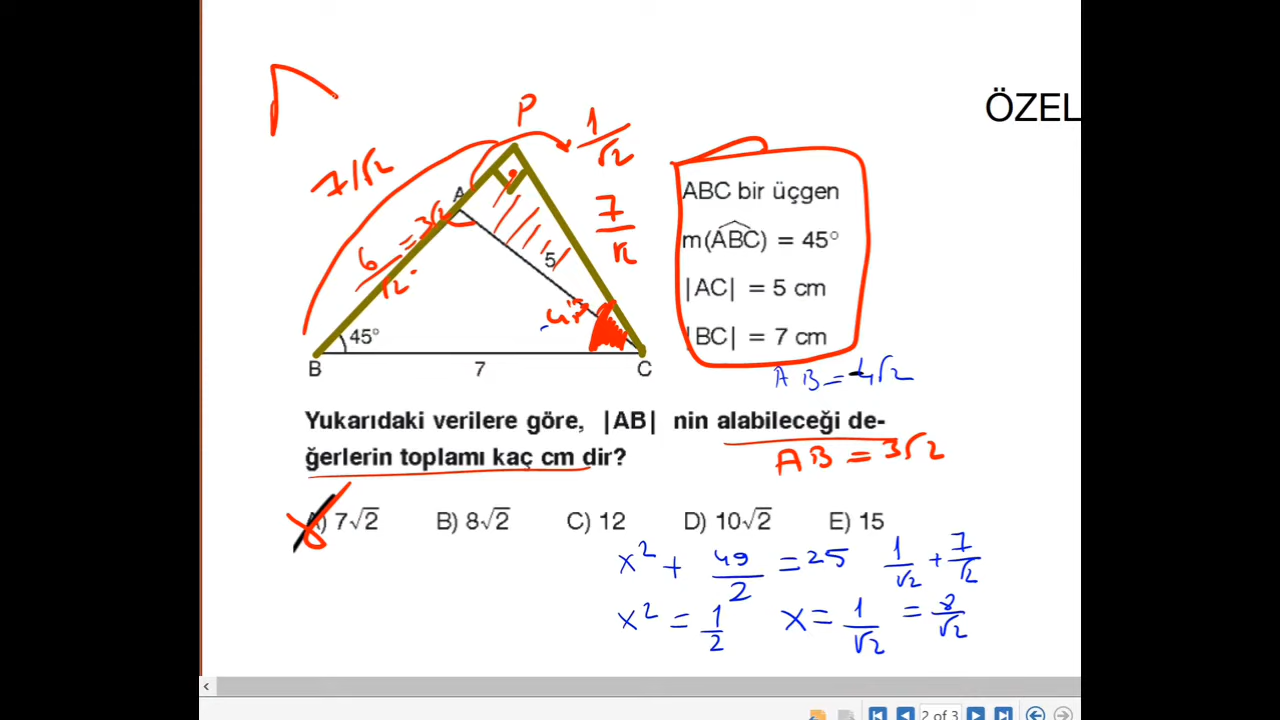 ÖZEL
P
1/√2
7/√2
A
7/√2
6/√2 = 3√2
5
45°
45°
B
7
C
ABC bir üçgen
m(ABC) = 45°
|AC| = 5 cm
|BC| = 7 cm
AB = 4√2
Yukarıdaki verilere göre, |AB| nin alabileceği de-
ğerlerin toplamı kaç cm dir?
AB = 3√2
A) 7√2 B) 8√2 C) 12 D) 10√2 E) 15
x² + 49/2 = 25 1/√2 + 7/√2
x² = 1/2 x = 1/√2 = 8/√2
2 of 3